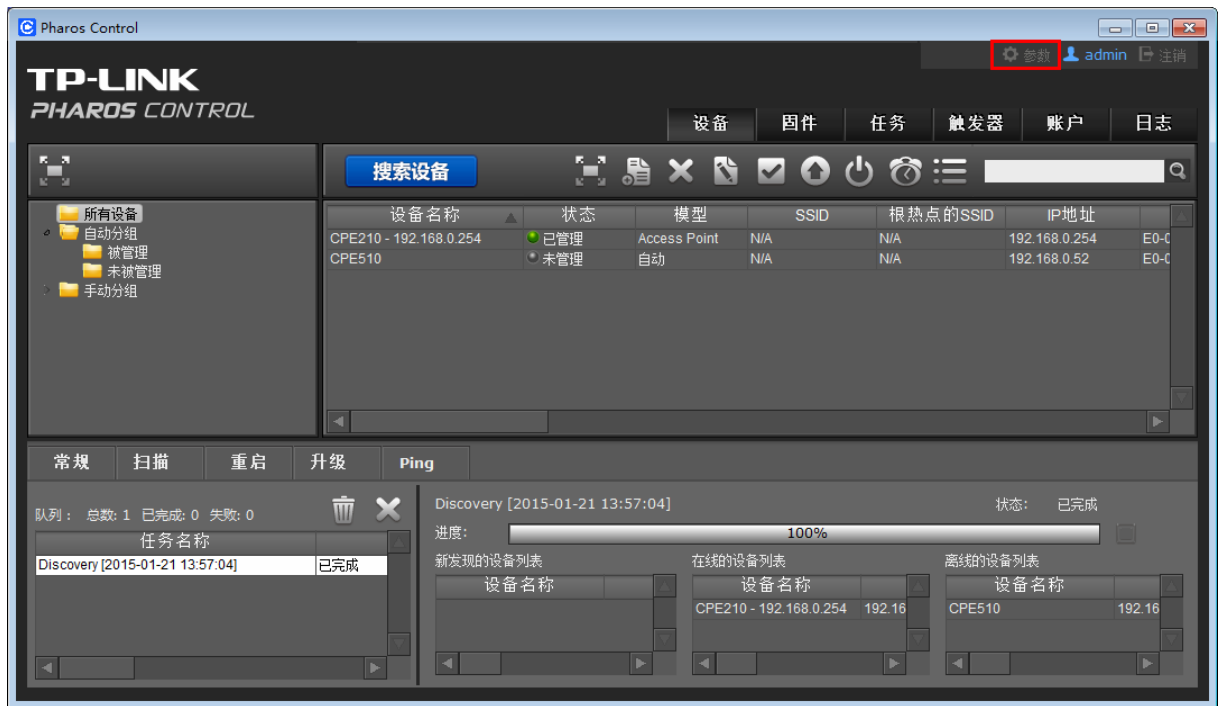 Pharos Control
参数 admin 注销
TP-LINK
PHAROS CONTROL
设备 固件 任务 触发器 账户 日志
搜索设备
所有设备
自动分组
被管理
未被管理
手动分组
设备名称 状态 模型 SSID 根热点的SSID IP地址
CPE210 - 192.168.0.254 已管理 Access Point N/A N/A 192.168.0.254 E0-C
CPE510 未管理 自动 N/A N/A 192.168.0.52 E0-C
常规 扫描 重启 升级 Ping
队列： 总数: 1 已完成: 0 失败: 0
任务名称
Discovery [2015-01-21 13:57:04] 已完成
Discovery [2015-01-21 13:57:04] 状态: 已完成
进度: 100%
新发现的设备列表 在线的设备列表 离线的设备列表
设备名称 设备名称 设备名称
CPE210 - 192.168.0.254 192.16 CPE510 192.16